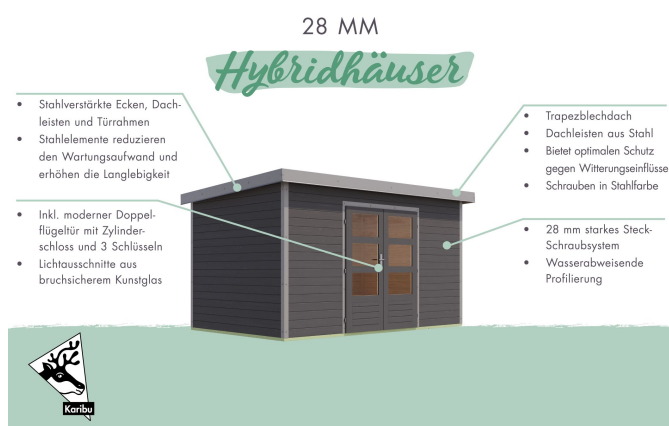 28 MM
Hybridhäuser
• Stahlverstärkte Ecken, Dach-
leisten und Türrahmen
• Stahlelemente reduzieren
den Wartungsaufwand und
erhöhen die Langlebigkeit
• Inkl. moderner Doppel-
flügeltür mit Zylinder-
schloss und 3 Schlüsseln
• Lichtausschnitte aus
bruchsicherem Kunstglas
• Trapezblechdach
• Dachleisten aus Stahl
• Bietet optimalen Schutz
gegen Witterungseinflüsse
• Schrauben in Stahlfarbe
• 28 mm starkes Steck-
Schraubsystem
• Wasserabweisende
Profilierung
Karibu